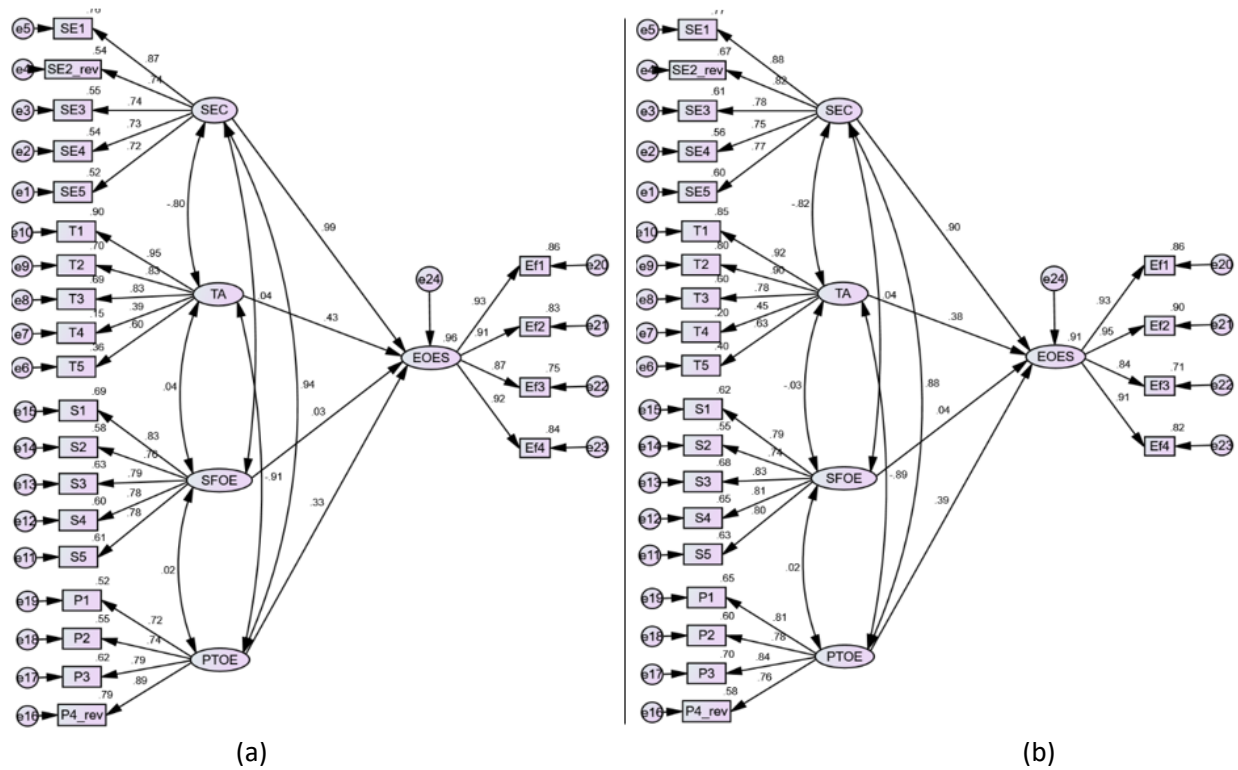 e5
SE1
.87
.54
e4
SE2_rev
.74
.55
e3
SE3
.74
SEC
.54
.73
e2
SE4
.72
.52
e1
SE5
-.80
.99
.90
e10
T1
.95
.70
e9
T2
.83
.69
e8
T3
.83
TA
.04
.15
.39
e7
T4
.60
.43
.36
e6
T5
e24
.96
EOES
.93
.86
Ef1
e20
.91
.83
Ef2
e21
.87
.75
Ef3
e22
.92
.84
Ef4
e23
.04
.94
.69
e15
S1
.83
.03
.58
e14
S2
.76
.63
e13
S3
.79
SFOE
-.91
.60
.78
e12
S4
.78
.33
.61
e11
S5
.02
.52
e19
P1
.72
.55
e18
P2
.74
.62
.79
PTOE
e17
P3
.89
.79
e16
P4_rev
(a)
e5
SE1
.88
.67
e4
SE2_rev
.82
.61
e3
SE3
.78
SEC
.56
.75
e2
SE4
.77
.60
e1
SE5
-.82
.90
.85
e10
T1
.92
.80
e9
T2
.90
.60
e8
T3
.78
TA
.04
.20
.45
e7
T4
.63
.38
.40
e6
T5
e24
.91
EOES
.93
.86
Ef1
e20
.95
.90
Ef2
e21
.84
.71
Ef3
e22
.91
.82
Ef4
e23
-.03
.88
.62
e15
S1
.79
.04
.55
e14
S2
.74
.68
e13
S3
.83
SFOE
-.89
.65
.81
e12
S4
.80
.39
.63
e11
S5
.02
.65
e19
P1
.81
.60
e18
P2
.78
.70
.84
PTOE
e17
P3
.76
.58
e16
P4_rev
(b)